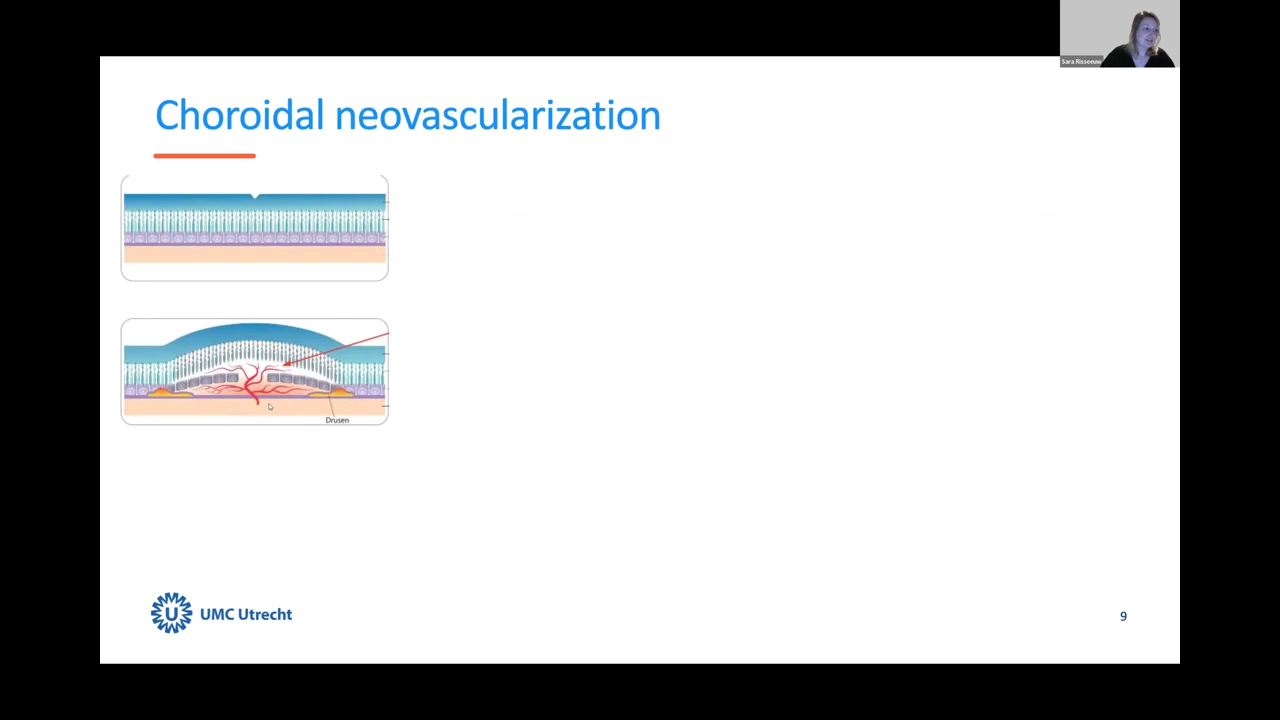 Sara Risseeuw
Choroidal neovascularization
Drusen
U
UMC Utrecht
9